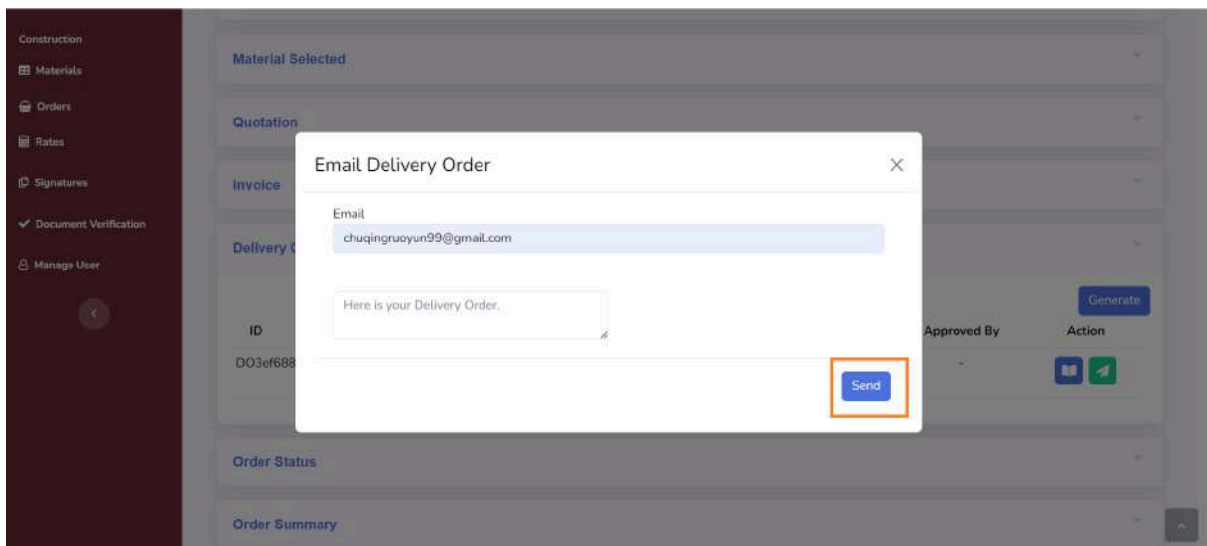 Construction
Materials
Orders
Rates
Signatures
Document Verification
Manage User
Material Selected
Quotation
Invoice
Delivery
Email Delivery Order
Email
chuqingruoyun99@gmail.com
Here is your Delivery Order.
Send
Generate
ID
Approved By
Action
DO3ef688
-
Order Status
Order Summary